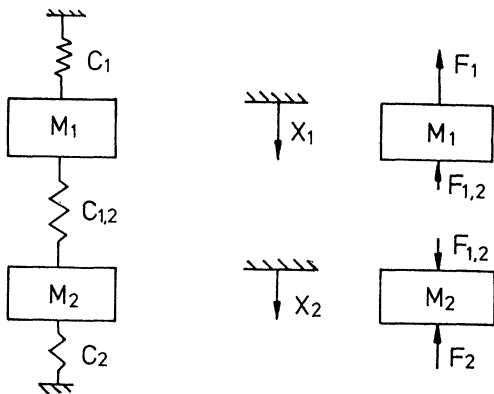 C₁
M₁
C₁,₂
M₂
C₂
X₁
X₂
F₁
M₁
F₁,₂
F₁,₂
M₂
F₂